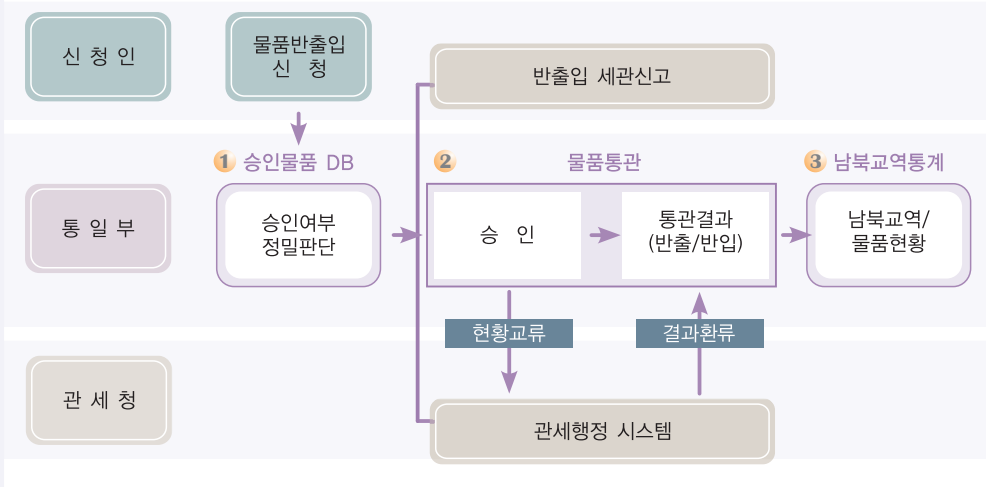 신 청 인
물품반출입
신 청
반출입 세관신고
1 승인물품 DB
2 물품통관
3 남북교역통계
통 일 부
승인여부
정밀판단
승 인
통관결과
(반출/반입)
남북교역/
물품현황
현황교류
결과환류
관 세 청
관세행정 시스템